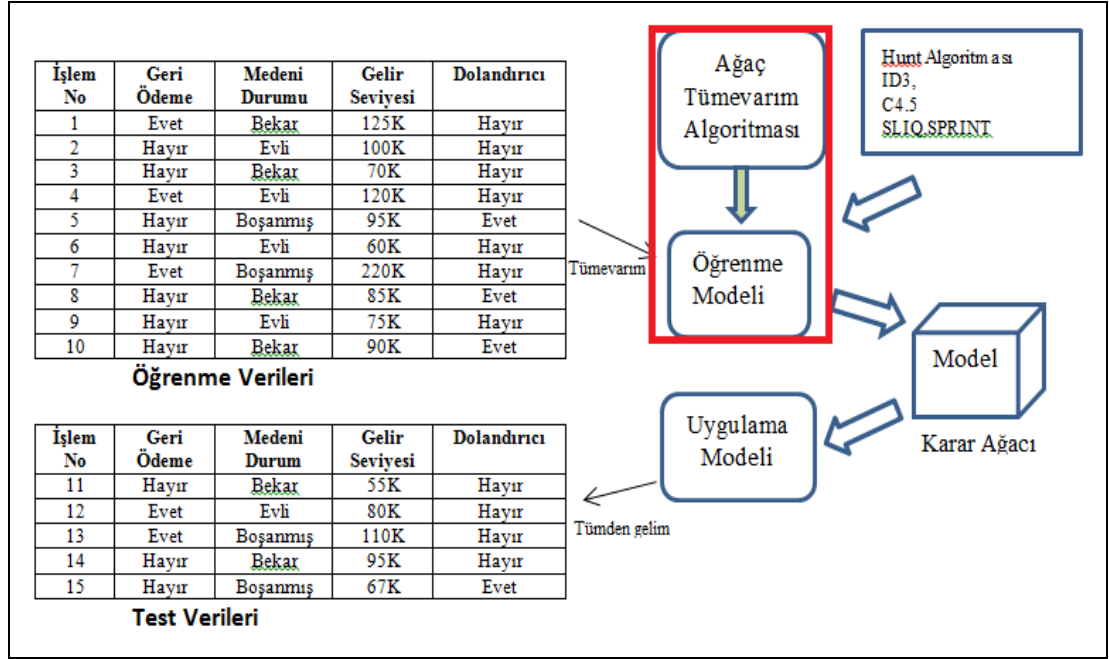 İşlem No Geri Ödeme Medeni Durumu Gelir Seviyesi Dolandırıcı
1 Evet Bekar 125K Hayır
2 Hayır Evli 100K Hayır
3 Hayır Bekar 70K Hayır
4 Evet Evli 120K Hayır
5 Hayır Boşanmış 95K Evet
6 Hayır Evli 60K Hayır
7 Evet Boşanmış 220K Hayır
8 Hayır Bekar 85K Evet
9 Hayır Evli 75K Hayır
10 Hayır Bekar 90K Evet
Öğrenme Verileri
İşlem No Geri Ödeme Medeni Durum Gelir Seviyesi Dolandırıcı
11 Hayır Bekar 55K Hayır
12 Evet Evli 80K Hayır
13 Evet Boşanmış 110K Hayır
14 Hayır Bekar 95K Hayır
15 Hayır Boşanmış 67K Evet
Test Verileri
Ağaç
Tümevarım
Algoritması
Hunt Algoritması
ID3,
C4.5
SLIQ,SPRINT
Tümevarım
Öğrenme
Modeli
Model
Karar Ağacı
Uygulama
Modeli
Tümden gelim